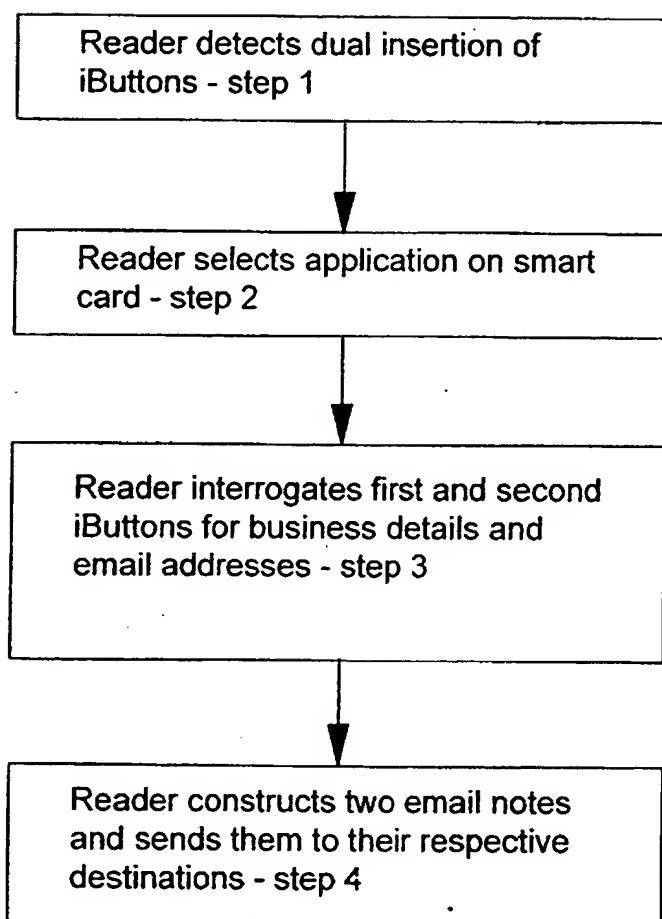 Reader detects dual insertion of
iButtons - step 1
Reader selects application on smart
card - step 2
Reader interrogates first and second
iButtons for business details and
email addresses - step 3
Reader constructs two email notes
and sends them to their respective
destinations - step 4